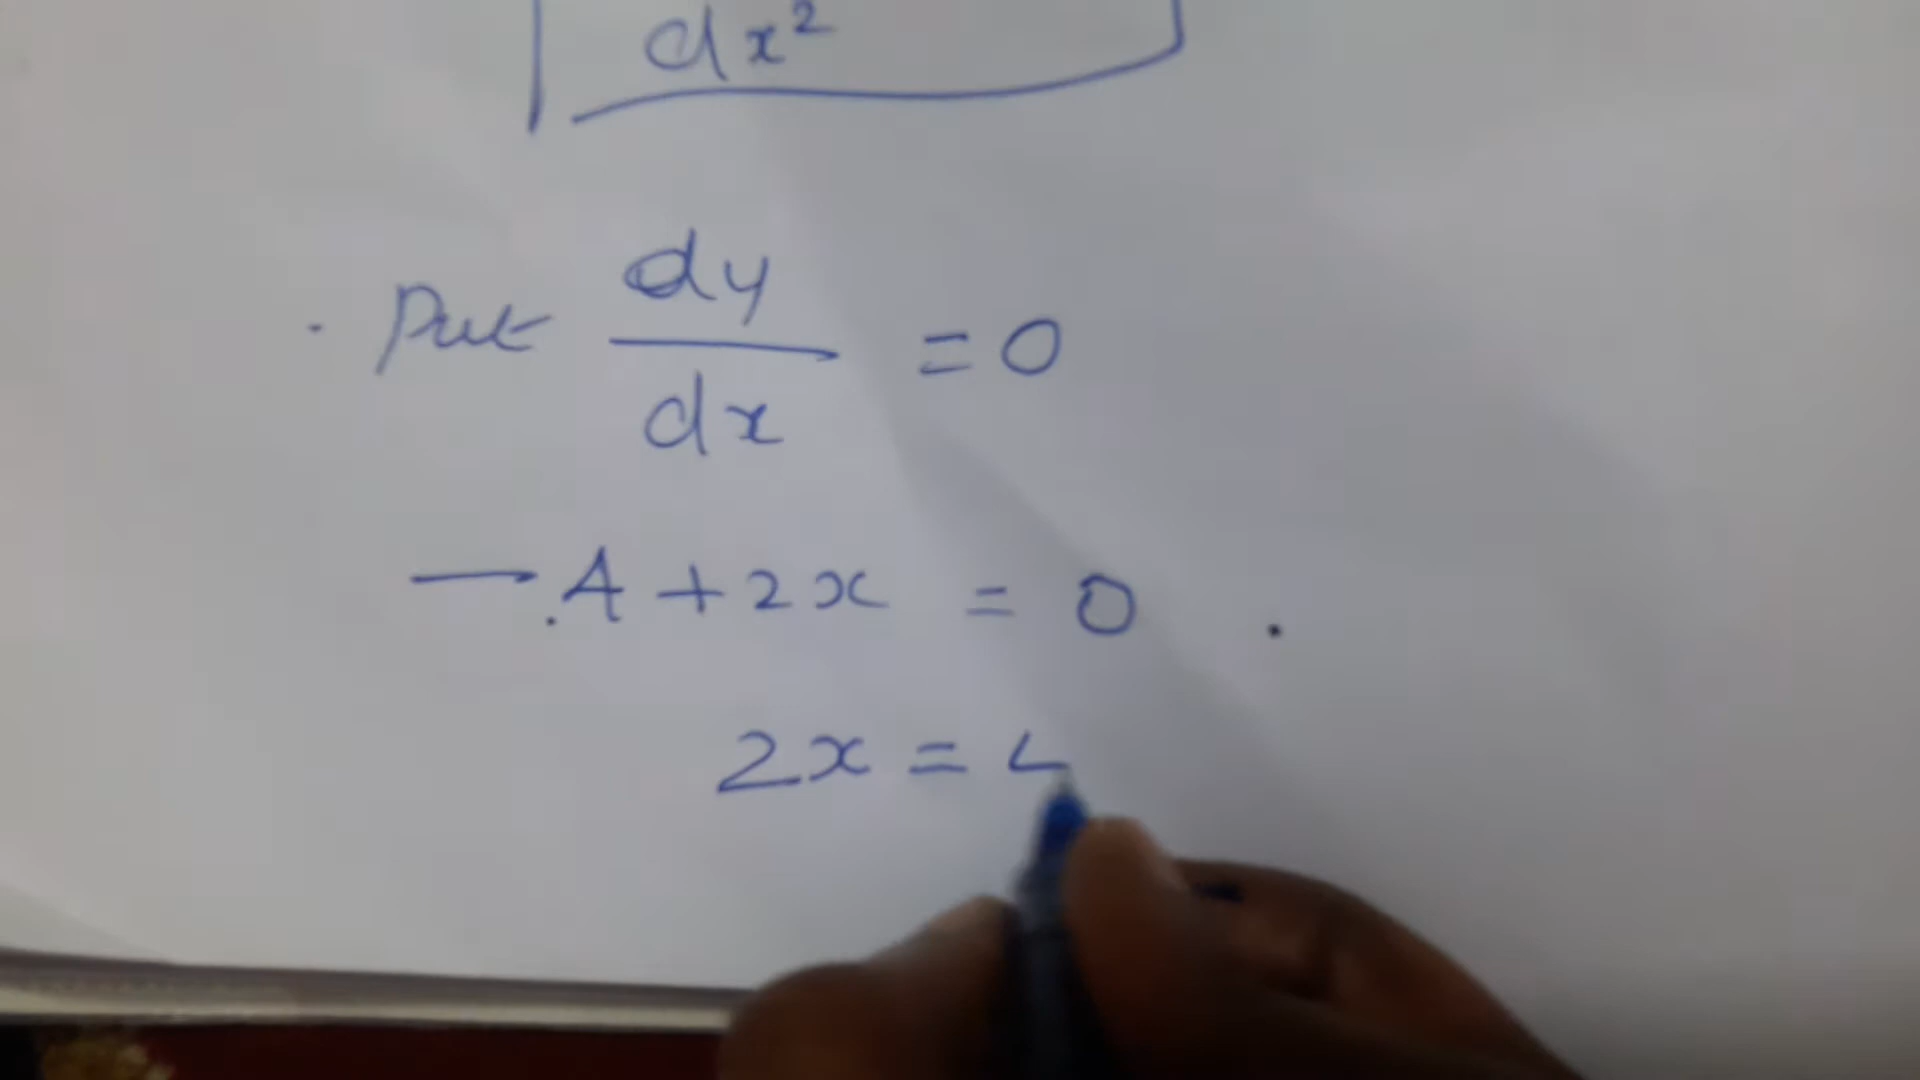 dx²
Put dy/dx = 0
— 4 + 2x = 0
2x = 4